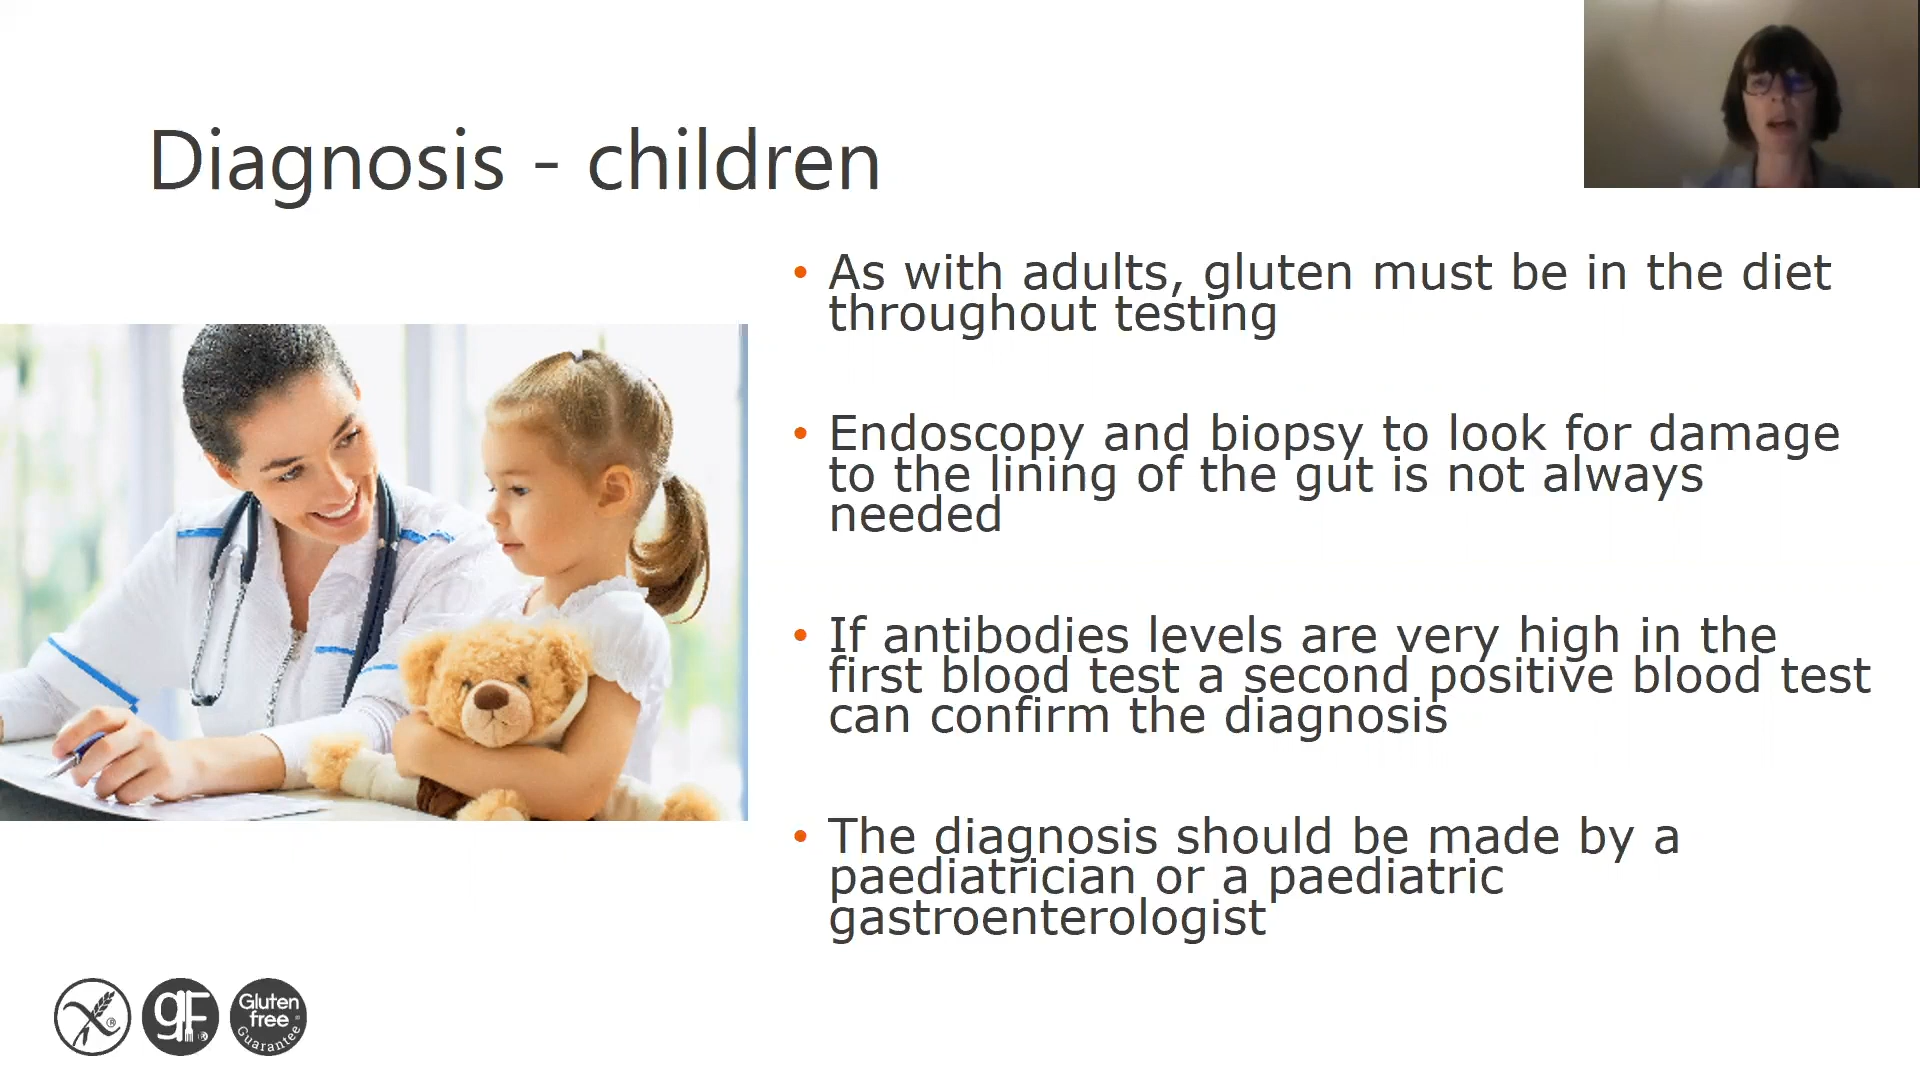 Diagnosis - children
• As with adults, gluten must be in the diet
throughout testing
• Endoscopy and biopsy to look for damage
to the lining of the gut is not always
needed
• If antibodies levels are very high in the
first blood test a second positive blood test
can confirm the diagnosis
• The diagnosis should be made by a
paediatrician or a paediatric
gastroenterologist
®
gF
Gluten
free
Guarantee